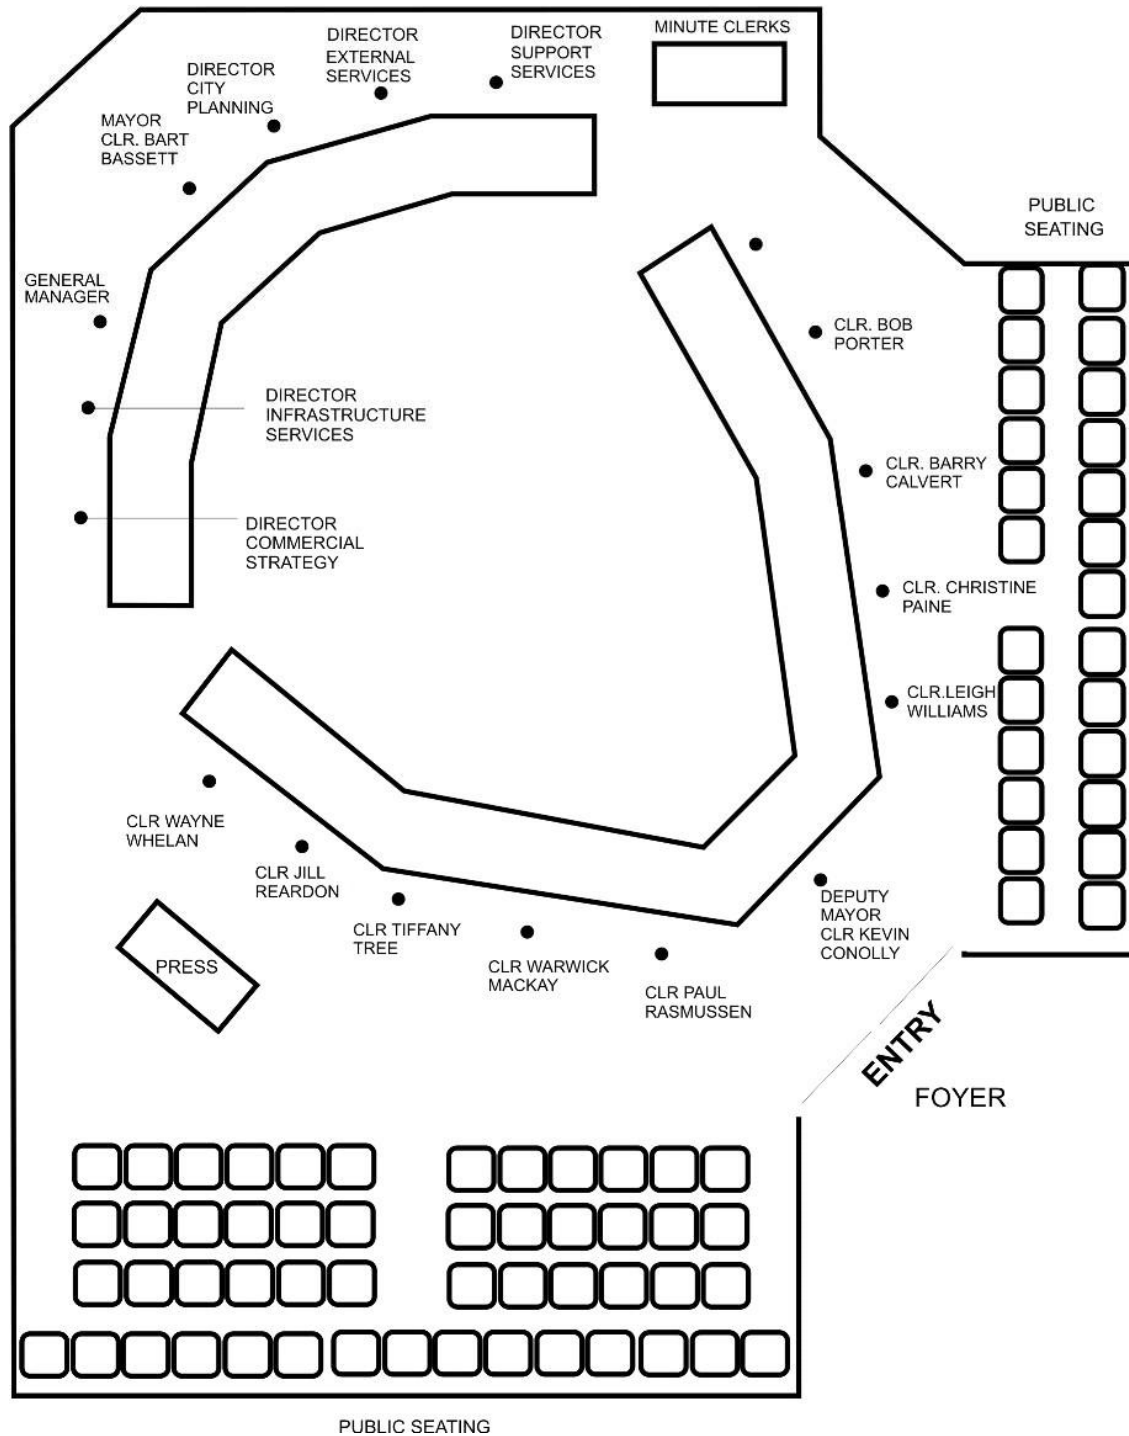 MINUTE CLERKS
DIRECTOR
EXTERNAL
SERVICES
DIRECTOR
SUPPORT
SERVICES
DIRECTOR
CITY
PLANNING
MAYOR
CLR. BART
BASSETT
PUBLIC
SEATING
GENERAL
MANAGER
CLR. BOB
PORTER
DIRECTOR
INFRASTRUCTURE
SERVICES
CLR. BARRY
CALVERT
DIRECTOR
COMMERCIAL
STRATEGY
CLR. CHRISTINE
PAINE
CLR.LEIGH
WILLIAMS
CLR WAYNE
WHELAN
CLR JILL
REARDON
CLR TIFFANY
TREE
CLR WARWICK
MACKAY
CLR PAUL
RASMUSSEN
DEPUTY
MAYOR
CLR KEVIN
CONOLLY
PRESS
ENTRY
FOYER
PUBLIC SEATING